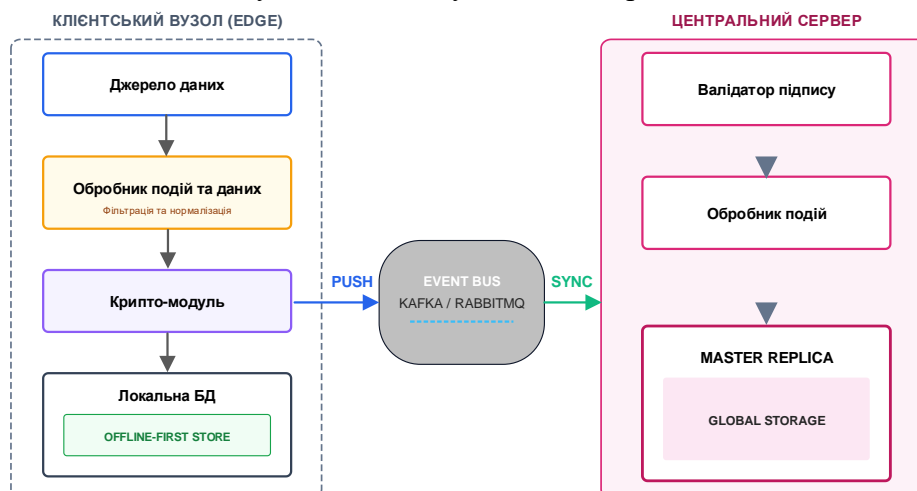 КЛІЄНТСЬКИЙ ВУЗОЛ (EDGE)
Джерело даних
Обробник подій та даних
Фільтрація та нормалізація
Крипто-модуль
Локальна БД
OFFLINE-FIRST STORE
PUSH
EVENT BUS
KAFKA / RABBITMQ
SYNC
ЦЕНТРАЛЬНИЙ СЕРВЕР
Валідатор підпису
Обробник подій
MASTER REPLICA
GLOBAL STORAGE